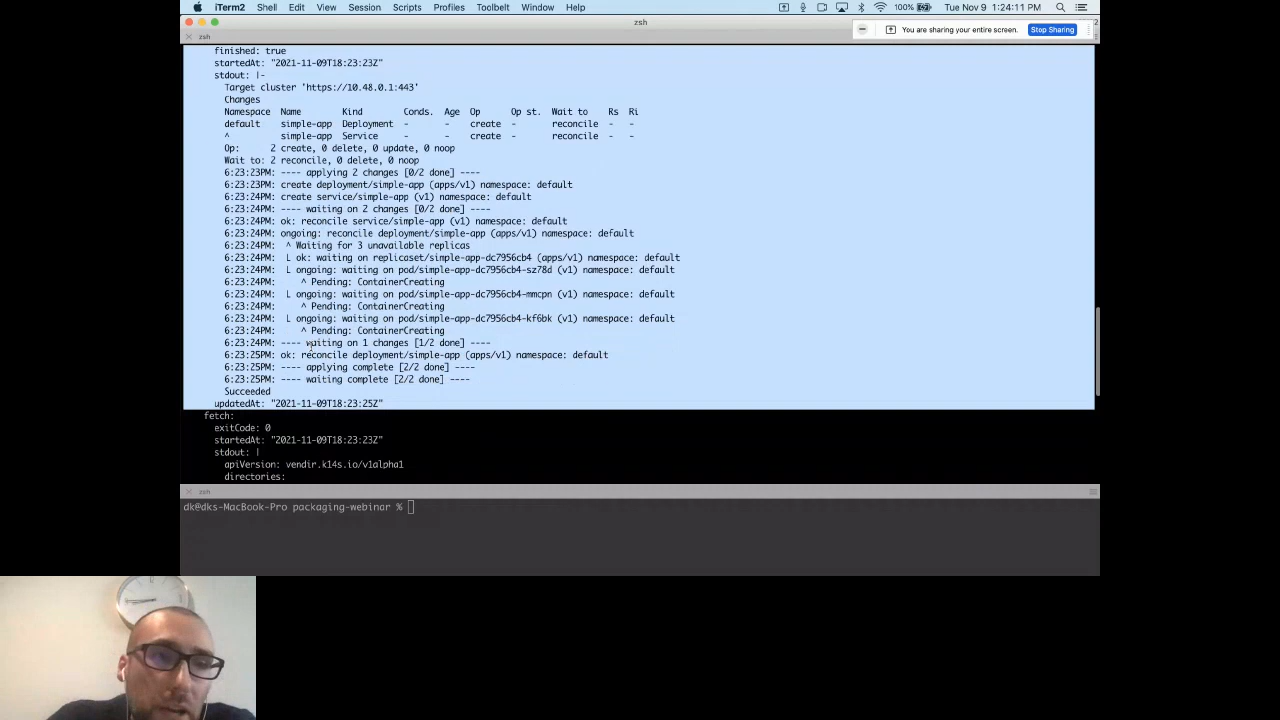 iTerm2 Shell Edit View Session Scripts Profiles Toolbelt Window Help 100% Tue Nov 9 1:24:11 PM
zsh
You are sharing your entire screen. Stop Sharing
zsh
finished: true
startedAt: "2021-11-09T18:23:23Z"
stdout: |-
Target cluster 'https://10.48.0.1:443'
Changes
Namespace Name Kind Conds. Age Op Op st. Wait to Rs Ri
default simple-app Deployment - - create - reconcile - -
^ simple-app Service - - create - reconcile - -
Op: 2 create, 0 delete, 0 update, 0 noop
Wait to: 2 reconcile, 0 delete, 0 noop
6:23:23PM: ---- applying 2 changes [0/2 done] ----
6:23:23PM: create deployment/simple-app (apps/v1) namespace: default
6:23:24PM: create service/simple-app (v1) namespace: default
6:23:24PM: ---- waiting on 2 changes [0/2 done] ----
6:23:24PM: ok: reconcile service/simple-app (v1) namespace: default
6:23:24PM: ongoing: reconcile deployment/simple-app (apps/v1) namespace: default
6:23:24PM: ^ Waiting for 3 unavailable replicas
6:23:24PM: L ok: waiting on replicaset/simple-app-dc7956cb4 (apps/v1) namespace: default
6:23:24PM: L ongoing: waiting on pod/simple-app-dc7956cb4-sz78d (v1) namespace: default
6:23:24PM: ^ Pending: ContainerCreating
6:23:24PM: L ongoing: waiting on pod/simple-app-dc7956cb4-mmcpn (v1) namespace: default
6:23:24PM: ^ Pending: ContainerCreating
6:23:24PM: L ongoing: waiting on pod/simple-app-dc7956cb4-kf6bk (v1) namespace: default
6:23:24PM: ^ Pending: ContainerCreating
6:23:24PM: ---- waiting on 1 changes [1/2 done] ----
6:23:25PM: ok: reconcile deployment/simple-app (apps/v1) namespace: default
6:23:25PM: ---- applying complete [2/2 done] ----
6:23:25PM: ---- waiting complete [2/2 done] ----
Succeeded
updatedAt: "2021-11-09T18:23:25Z"
fetch:
exitCode: 0
startedAt: "2021-11-09T18:23:23Z"
stdout: |
apiVersion: vendir.k14s.io/v1alpha1
directories:
zsh
dk@dks-MacBook-Pro packaging-webinar %